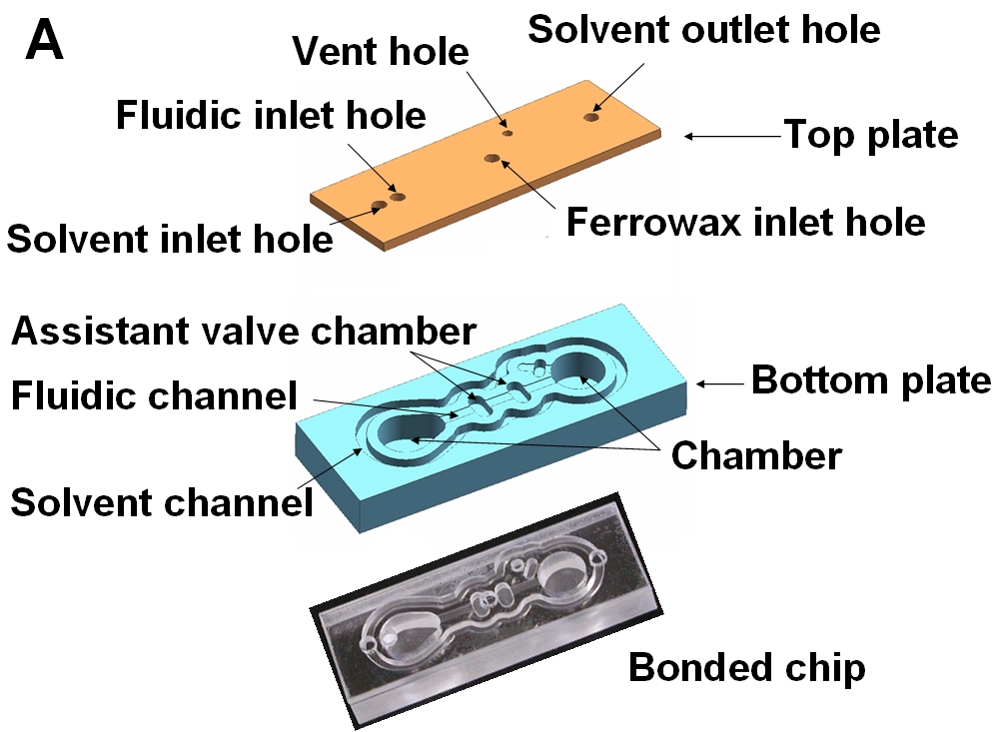 A
Solvent outlet hole
Vent hole
Fluidic inlet hole
Top plate
Ferrowax inlet hole
Solvent inlet hole
Assistant valve chamber
Fluidic channel
Bottom plate
Chamber
Solvent channel
Bonded chip